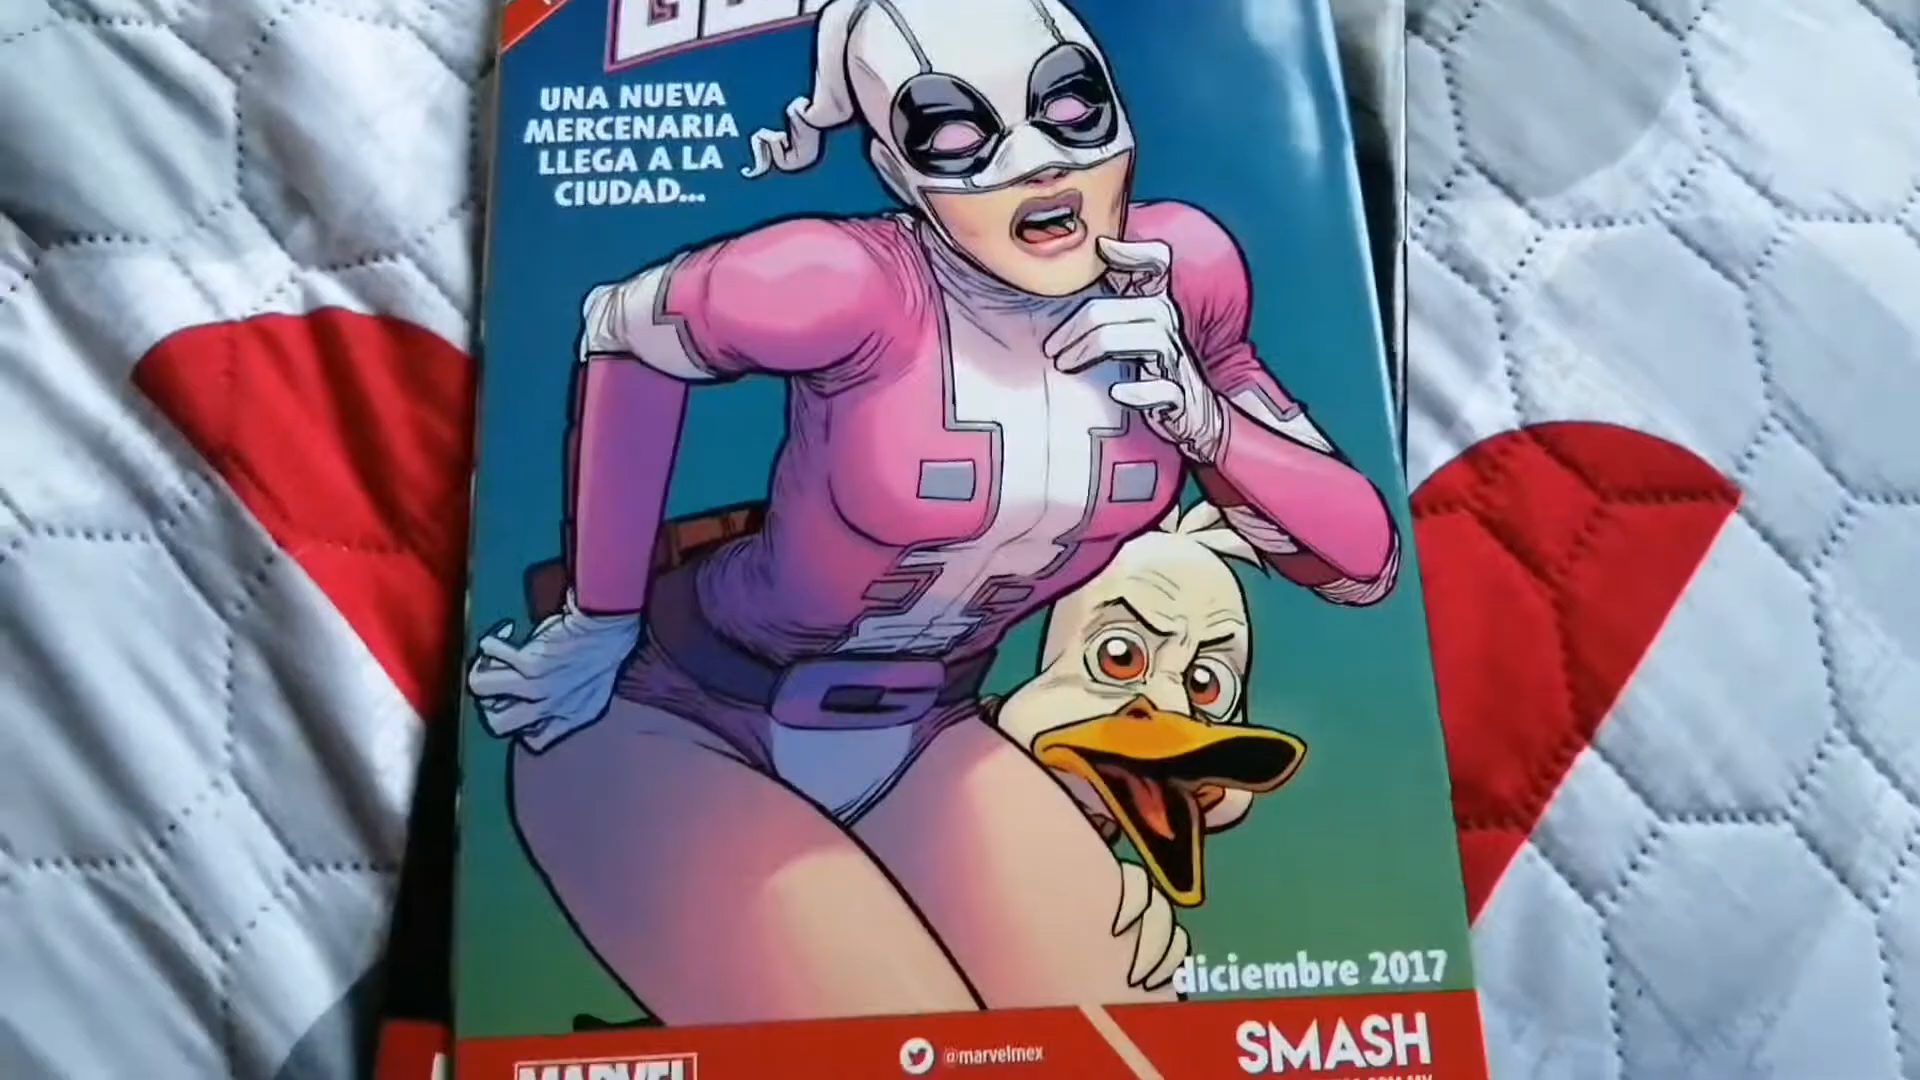 UNA NUEVA
MERCENARIA
LLEGA A LA
CIUDAD...
diciembre 2017
MARVEL
@marvelmex
SMASH